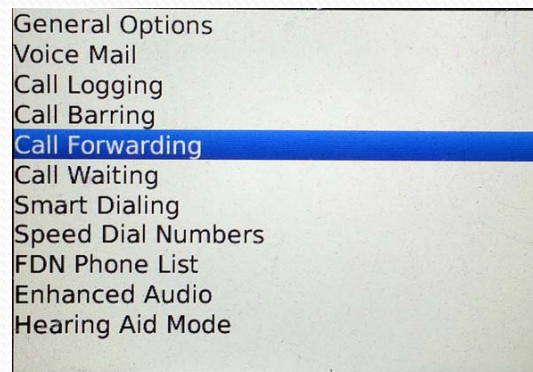 General Options
Voice Mail
Call Logging
Call Barring
Call Forwarding
Call Waiting
Smart Dialing
Speed Dial Numbers
FDN Phone List
Enhanced Audio
Hearing Aid Mode